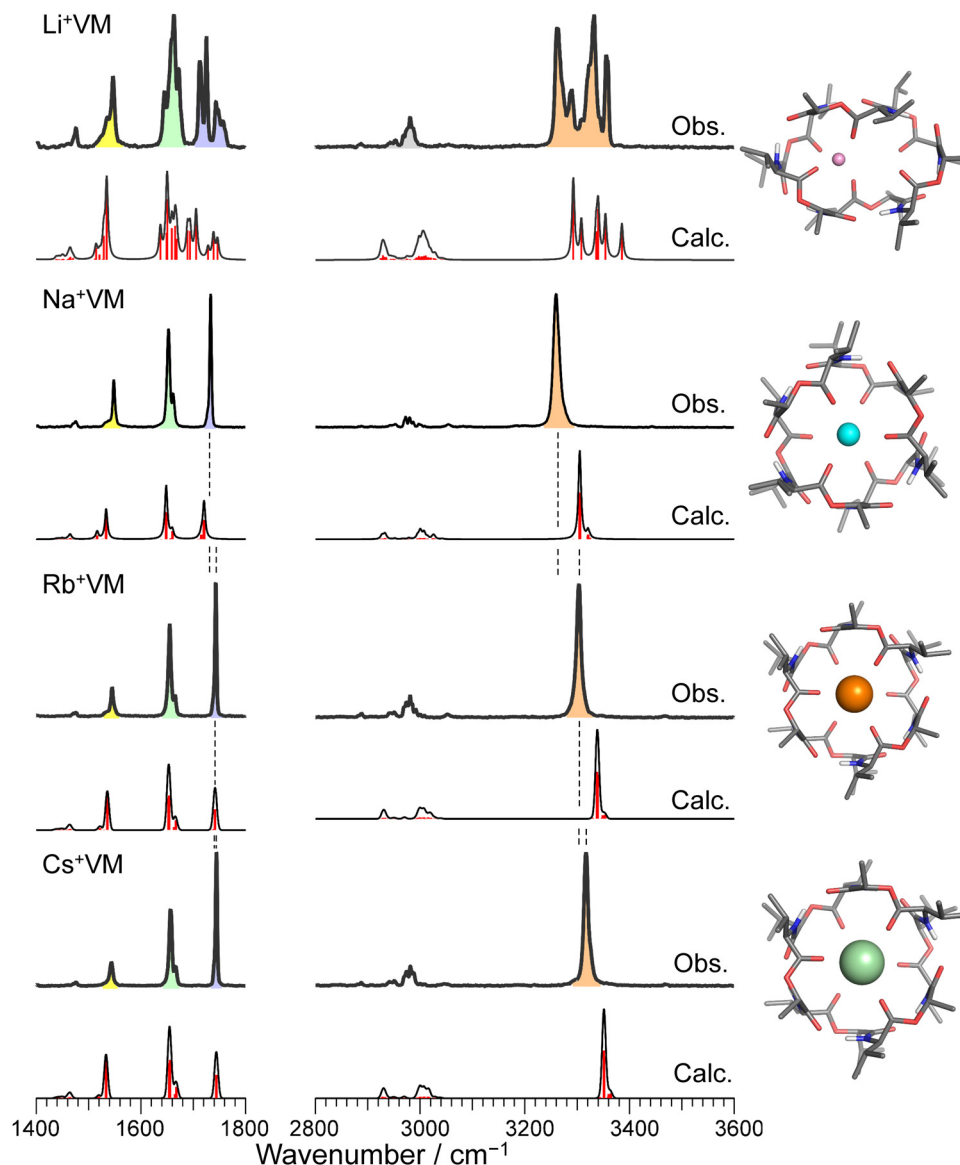 Li⁺VM
Obs.
Calc.
Na⁺VM
Obs.
Calc.
Rb⁺VM
Obs.
Calc.
Cs⁺VM
Obs.
Calc.
1400 1600 1800 2800 3000 3200 3400 3600
Wavenumber / cm⁻¹